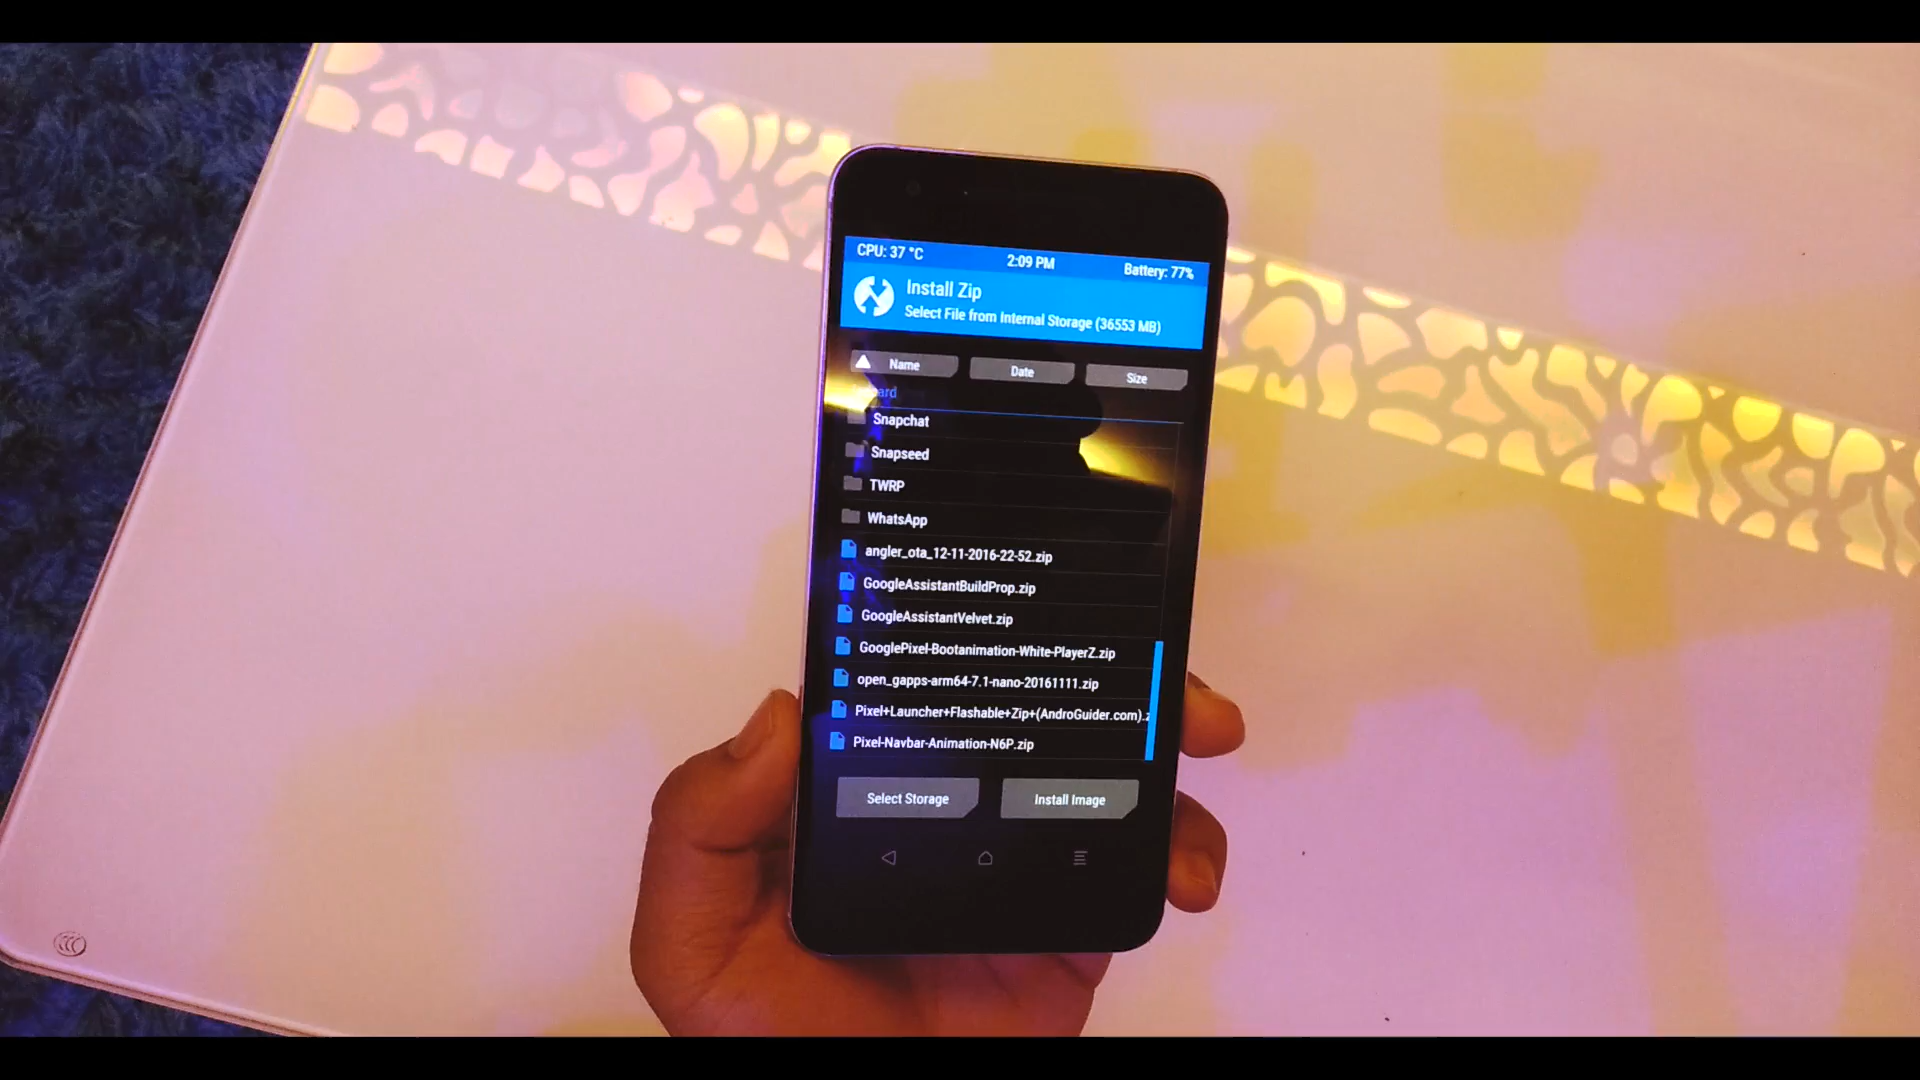 CPU: 37 °C 2:09 PM Battery: 77%
Install Zip
Select File from Internal Storage (36553 MB)
Name Date Size
Snapchat
Snapseed
TWRP
WhatsApp
angler_ota_12-11-2016-22-52.zip
GoogleAssistantBuildProp.zip
GoogleAssistantVelvet.zip
GooglePixel-Bootanimation-White-PlayerZ.zip
open_gapps-arm64-7.1-nano-20161111.zip
Pixel+Launcher+Flashable+Zip+(AndroGuider.com).z
Pixel-Navbar-Animation-N6P.zip
Select Storage Install Image